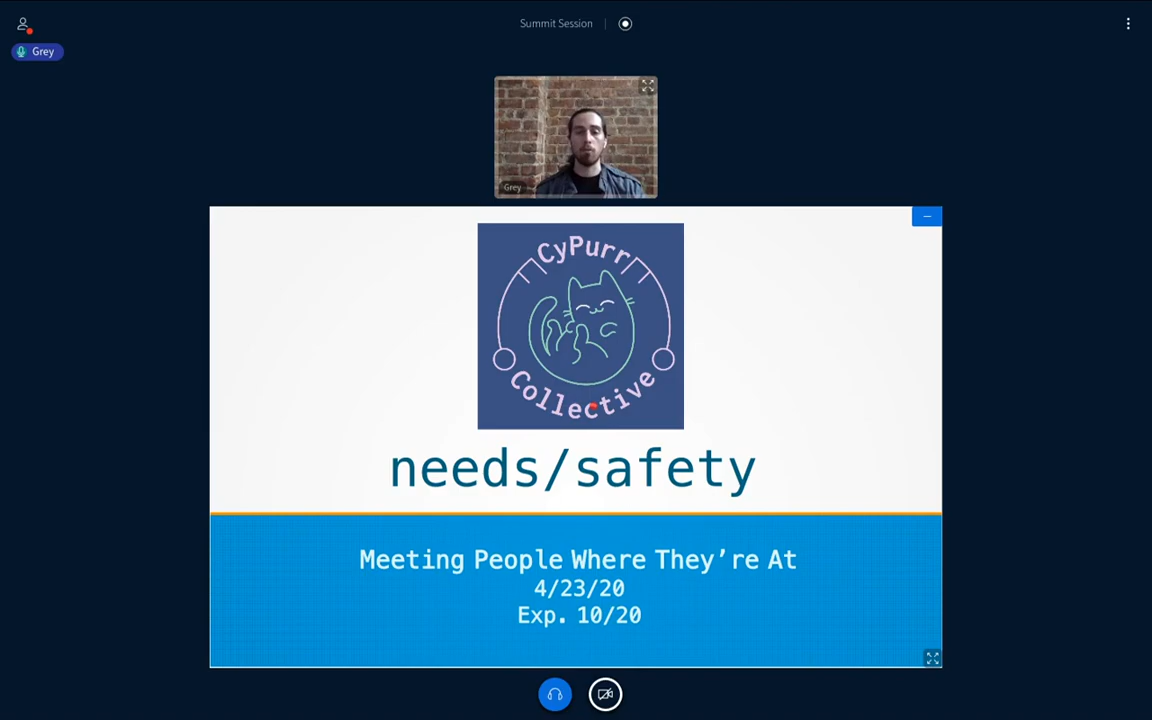 Summit Session
Grey
Grey
CyPurr
Collective
needs/safety
Meeting People Where They're At
4/23/20
Exp. 10/20